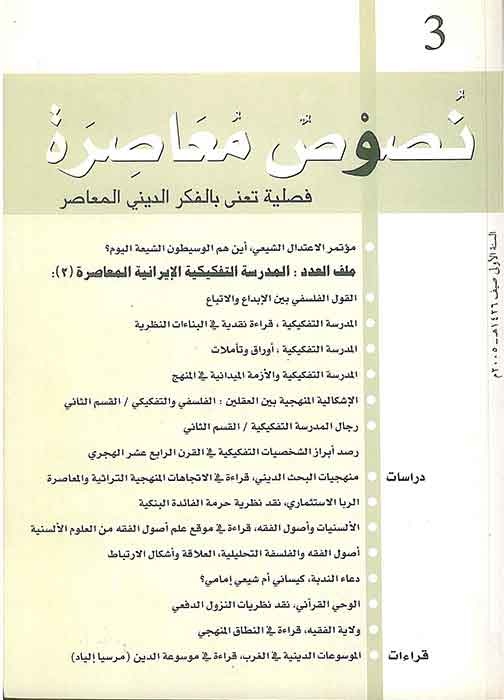 3
نُصوْصٌ مُعَاصِرَة
فصلية تعنى بالفكر الديني المعاصر
السنة الأولى صيف ١٤٢٦هـ - ٢٠٠٥م
مؤتمر الاعتدال الشيعي، أين هم الوسيطون الشيعة اليوم؟
ملف العدد : المدرسة التفكيكية الإيرانية المعاصرة (٢):
القول الفلسفي بين الإبداع والاتباع
المدرسة التفكيكية ، قراءة نقدية في البناءات النظرية
المدرسة التفكيكية ، أوراق وتأملات
المدرسة التفكيكية والأزمة الميدانية في المنهج
الإشكالية المنهجية بين العقلين : الفلسفي والتفكيكي / القسم الثاني
رجال المدرسة التفكيكية / القسم الثاني
رصد أبراز الشخصيات التفكيكية في القرن الرابع عشر الهجري
دراسات منهجيات البحث الديني، قراءة في الاتجاهات المنهجية التراثية والمعاصرة
الربا الاستثماري، نقد نظرية حرمة الفائدة البنكية
الألسنيات وأصول الفقه، قراءة في موقع علم أصول الفقه من العلوم الألسنية
أصول الفقه والفلسفة التحليلية، العلاقة وأشكال الارتباط
دعاء الندبة، كيساني أم شيعي إمامي؟
الوحي القرآني، نقد نظريات النزول الدفعي
ولاية الفقيه، قراءة في النطاق المنهجي
قراءات الموسوعات الدينية في الغرب، قراءة في موسوعة الدين (مرسيا إلياد)